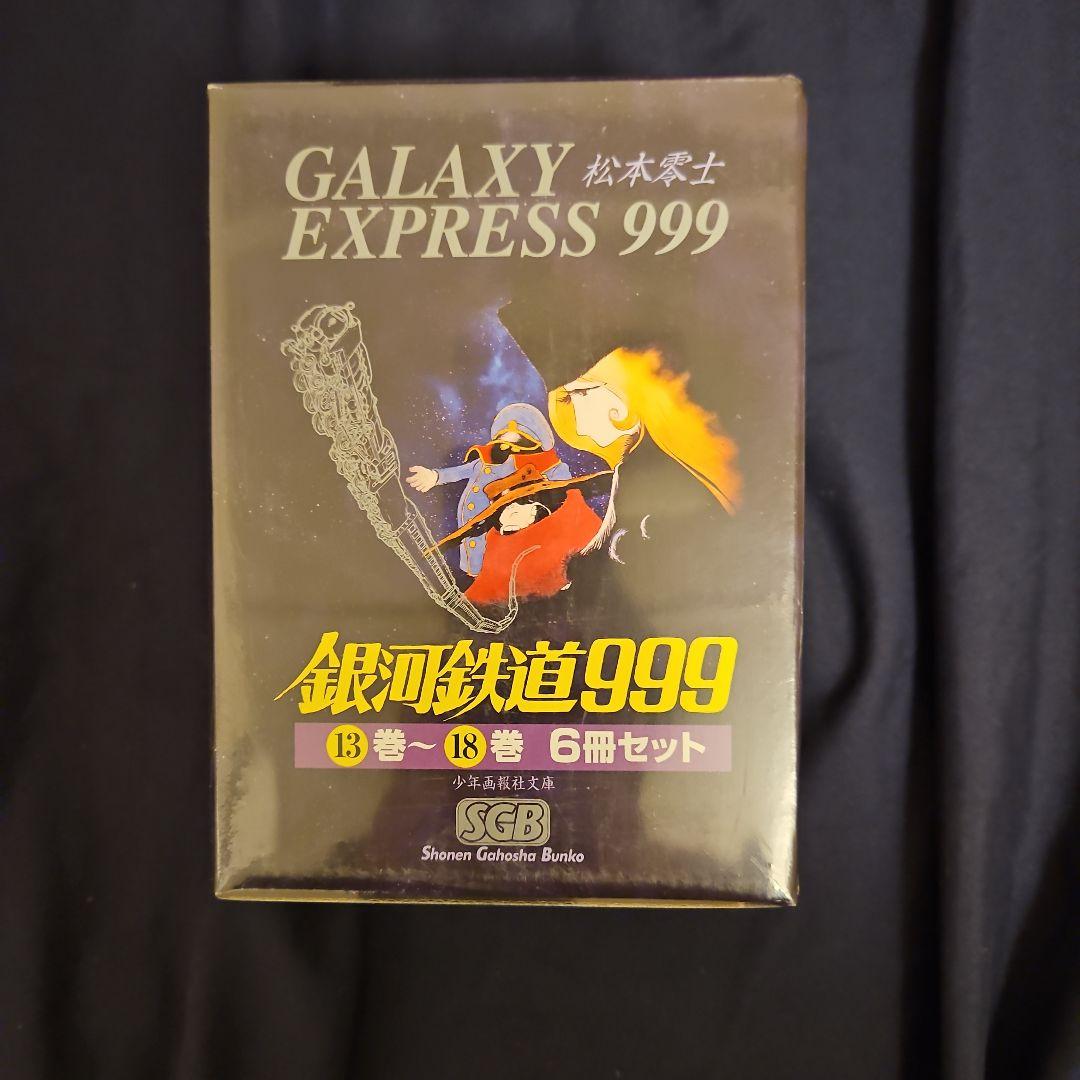 GALAXY 松本零士
EXPRESS 999
銀河鉄道999
13巻～18巻 6冊セット
少年画報社文庫
SGB
Shonen Gahosha Bunko